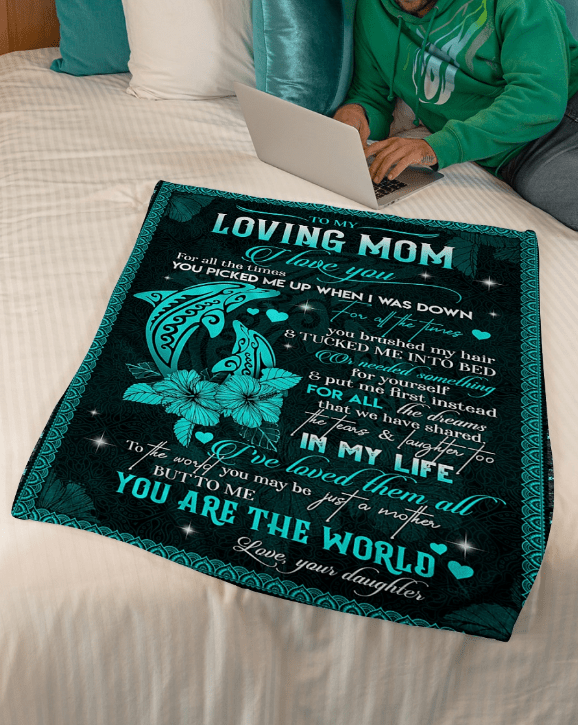 TO MY
LOVING MOM
I love you
For all the times
YOU PICKED ME UP WHEN I WAS DOWN
For all the times
you brushed my hair
& TUCKED ME INTO BED
Or needed something
for yourself
& put me first instead
FOR ALL, the dreams
that we have shared,
the tears & laughter too
IN MY LIFE
I've loved them all
To the world you may be just a mother
BUT TO ME
YOU ARE THE WORLD
Love, your daughter